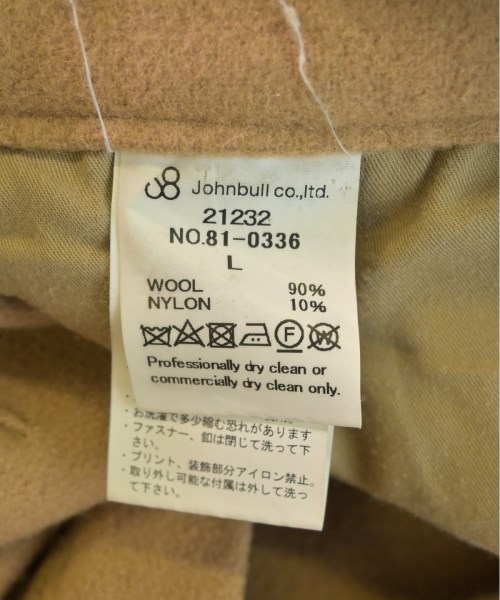 Johnbull co.,ltd.
21232
NO.81-0336
L
WOOL 90%
NYLON 10%
F
W
Professionally dry clean or
commercially dry clean only.
・お洗濯で多少縮む恐れがあります
・ファスナー、釦は閉じて洗って下
さい。
・プリント、装飾部分アイロン禁止。
・取り外し可能な付属は外して洗っ
て下さい。